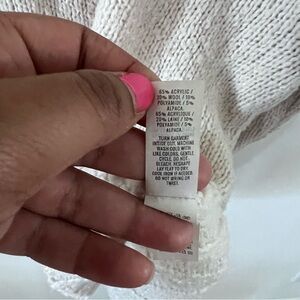 65% ACRYLIC /
20% WOOL / 10%
POLYAMIDE / 5%
ALPACA.
65% ACRYLIQUE /
20% LAINE / 10%
POLYAMIDE / 5%
ALPACA.
TURN GARMENT
INSIDE OUT. MACHINE
WASH COLD WITH
LIKE COLORS, GENTLE
CYCLE. DO NOT
BLEACH. RESHAPE
LAY FLAT TO DRY.
COOL IRON IF NEEDED.
DO NOT WRING OR
TWIST.